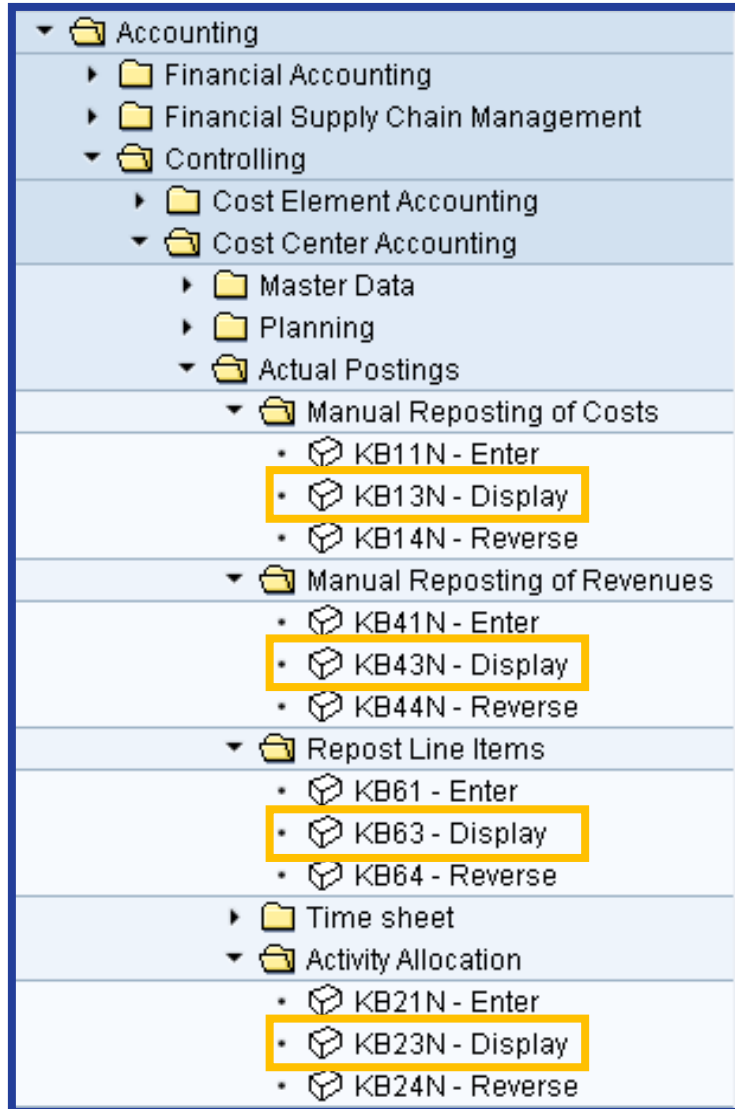 Accounting
Financial Accounting
Financial Supply Chain Management
Controlling
Cost Element Accounting
Cost Center Accounting
Master Data
Planning
Actual Postings
Manual Reposting of Costs
KB11N - Enter
KB13N - Display
KB14N - Reverse
Manual Reposting of Revenues
KB41N - Enter
KB43N - Display
KB44N - Reverse
Repost Line Items
KB61 - Enter
KB63 - Display
KB64 - Reverse
Time sheet
Activity Allocation
KB21N - Enter
KB23N - Display
KB24N - Reverse